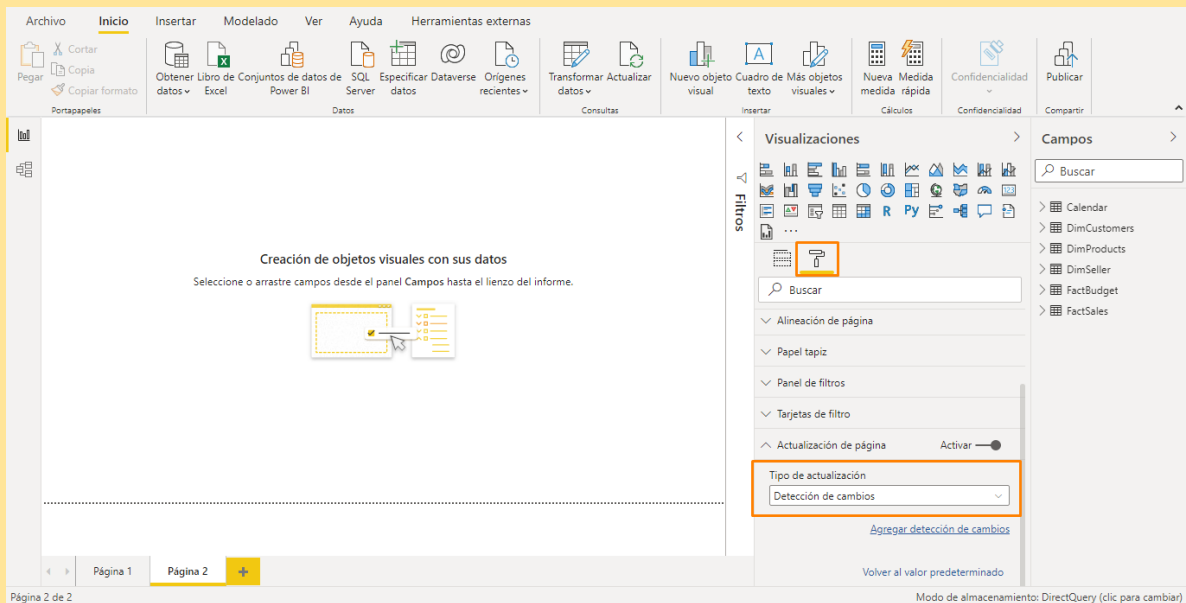 Archivo Inicio Insertar Modelado Ver Ayuda Herramientas externas
Pegar
Cortar
Copia
Copiar formato
Portapapeles
Obtener datos
Libro de Excel
Conjuntos de datos de Power BI
SQL Server
Especificar datos
Dataverse
Orígenes recientes
Datos
Transformar datos
Actualizar
Consultas
Nuevo objeto visual
Cuadro de texto
Más objetos visuales
Insertar
Nueva medida
Medida rápida
Cálculos
Confidencialidad
Confidencialidad
Publicar
Compartir
Creación de objetos visuales con sus datos
Seleccione o arrastre campos desde el panel Campos hasta el lienzo del informe.
Filtros
Visualizaciones
R Py
123
...
Buscar
Alineación de página
Papel tapiz
Panel de filtros
Tarjetas de filtro
Actualización de página Activar
Tipo de actualización
Detección de cambios
Agregar detección de cambios
Volver al valor predeterminado
Campos
Buscar
Calendar
DimCustomers
DimProducts
DimSeller
FactBudget
FactSales
Página 1 Página 2 +
Página 2 de 2
Modo de almacenamiento: DirectQuery (clic para cambiar)